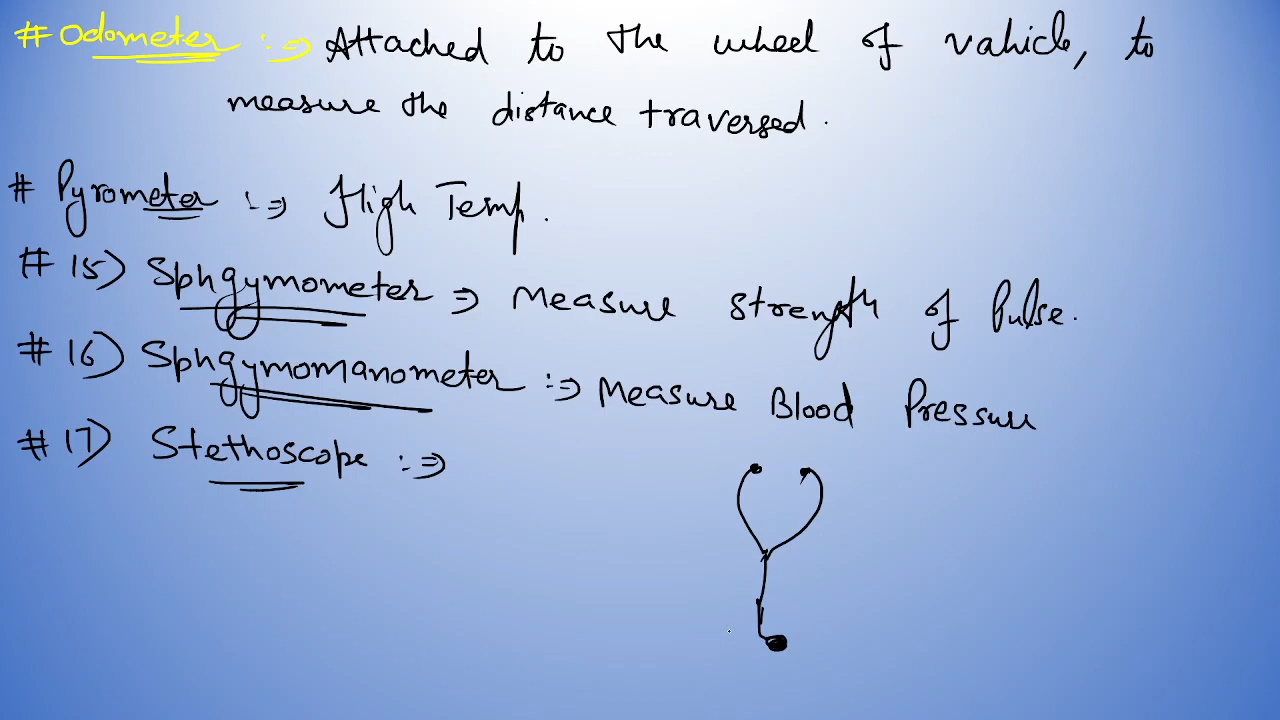 # Odometer :⇒ Attached to the wheel of vahicle, to
measure the distance traversed.
# Pyrometer :⇒ High Temp.
# 15) Sphgymometer ⇒ Measure strength of Pulse.
# 16) Sphgymomanometer :⇒ Measure Blood Pressure
# 17) Stethoscope :⇒